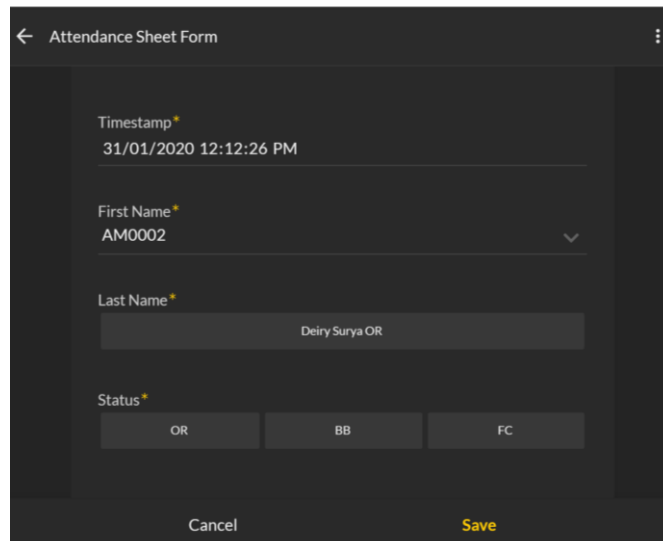 Attendance Sheet Form
Timestamp*
31/01/2020 12:12:26 PM
First Name*
AM0002
Last Name*
Deiry Surya OR
Status*
OR BB FC
Cancel Save